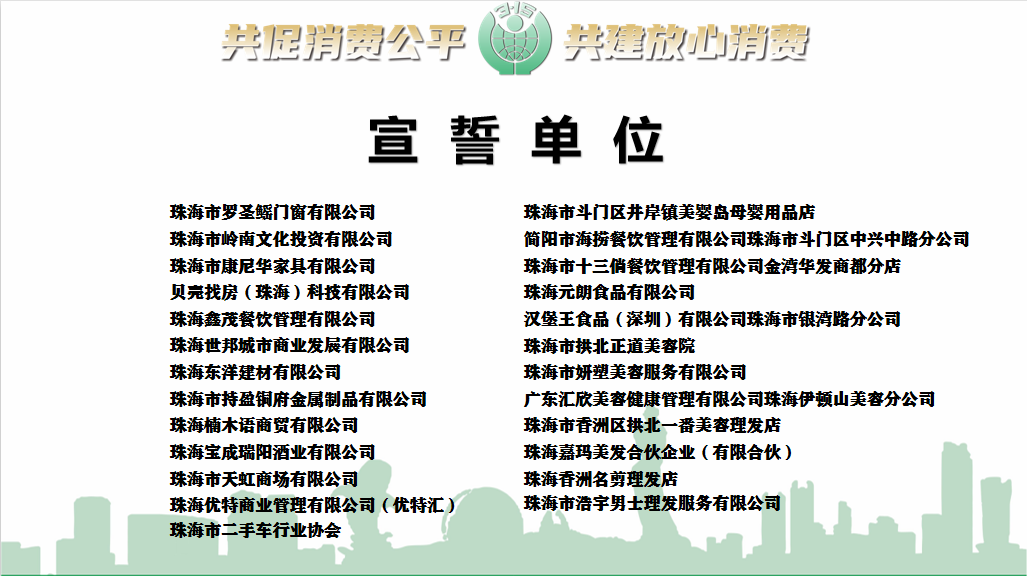 共促消费公平
3·15
共建放心消费
宣誓单位
珠海市罗圣鳐门窗有限公司
珠海市岭南文化投资有限公司
珠海市康尼华家具有限公司
贝壳找房（珠海）科技有限公司
珠海鑫茂餐饮管理有限公司
珠海世邦城市商业发展有限公司
珠海东洋建材有限公司
珠海市持盈铜府金属制品有限公司
珠海楠木语商贸有限公司
珠海宝成瑞阳酒业有限公司
珠海市天虹商场有限公司
珠海优特商业管理有限公司（优特汇）
珠海市二手车行业协会
珠海市斗门区井岸镇美婴岛母婴用品店
简阳市海捞餐饮管理有限公司珠海市斗门区中兴中路分公司
珠海市十三倘餐饮管理有限公司金湾华发商都分店
珠海元朗食品有限公司
汉堡王食品（深圳）有限公司珠海市银湾路分公司
珠海市拱北正道美容院
珠海市妍塑美容服务有限公司
广东汇欣美容健康管理有限公司珠海伊顿山美容分公司
珠海市香洲区拱北一番美容理发店
珠海嘉玛美发合伙企业（有限合伙）
珠海香洲名剪理发店
珠海市浩宇男士理发服务有限公司